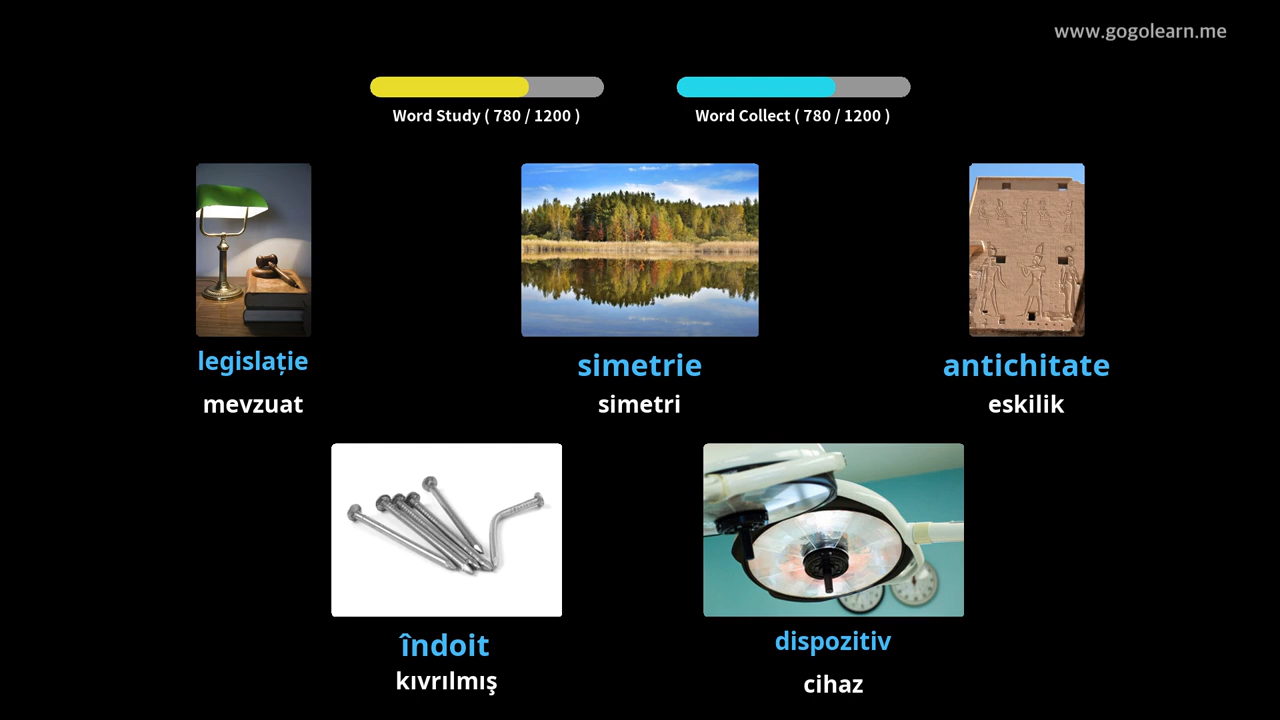 www.gogolearn.me
Word Study ( 780 / 1200 )
Word Collect ( 780 / 1200 )
legislație
simetrie
antichitate
mevzuat
simetri
eskilik
îndoit
dispozitiv
kıvrılmış
cihaz